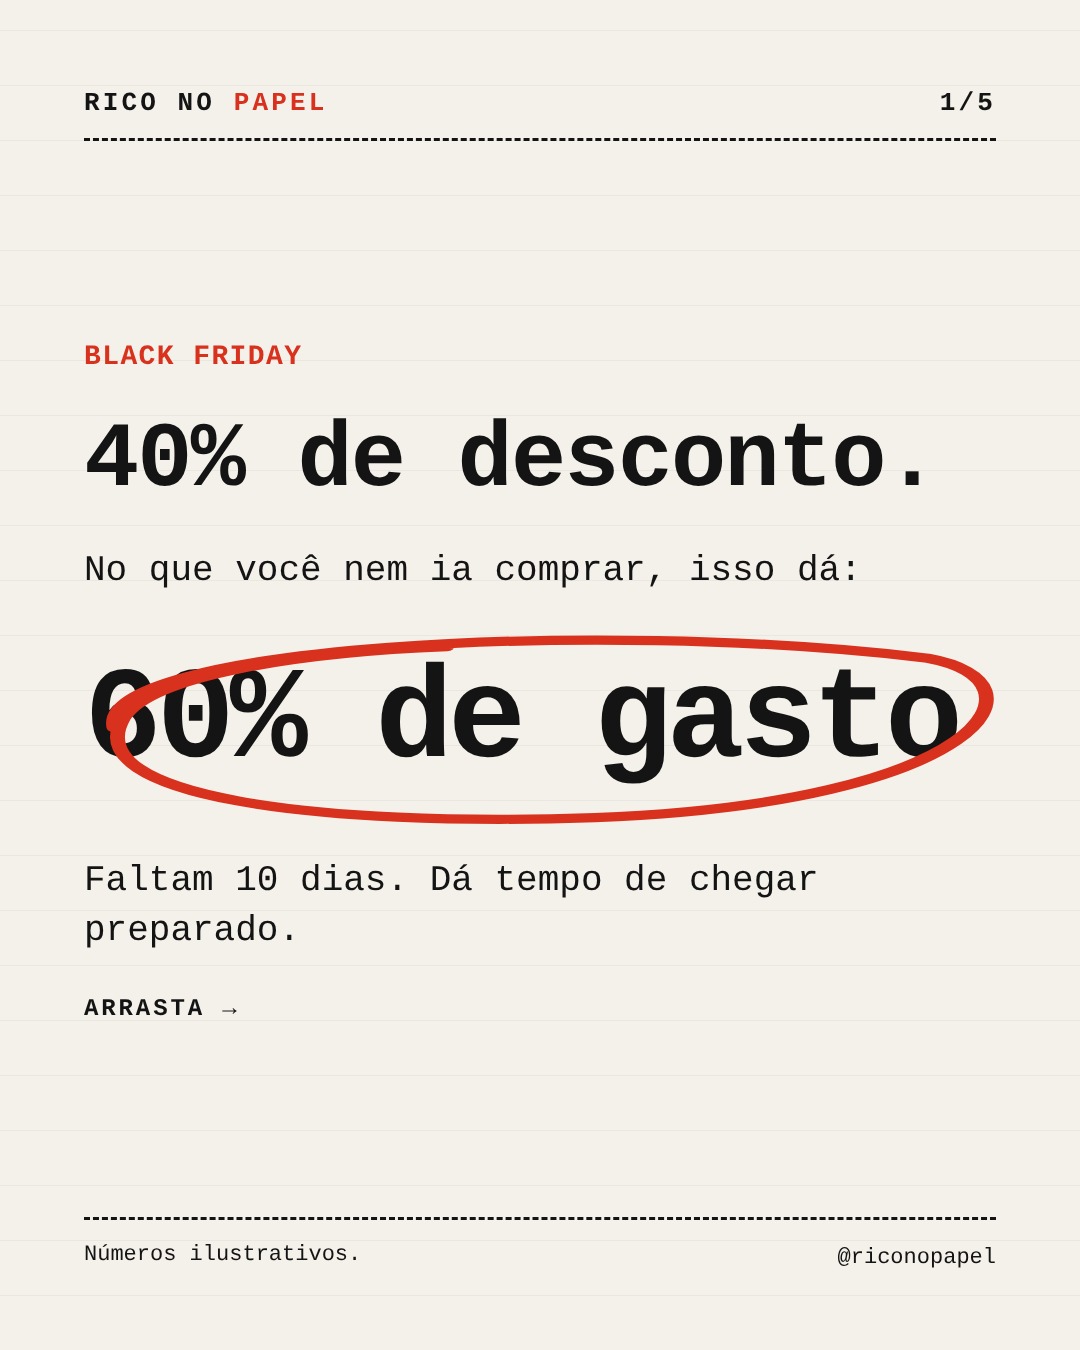 RICO NO PAPEL
1/5
BLACK FRIDAY
40% de desconto.
No que você nem ia comprar, isso dá:
60% de gasto
Faltam 10 dias. Dá tempo de chegar
preparado.
ARRASTA →
Números ilustrativos.
@riconopapel